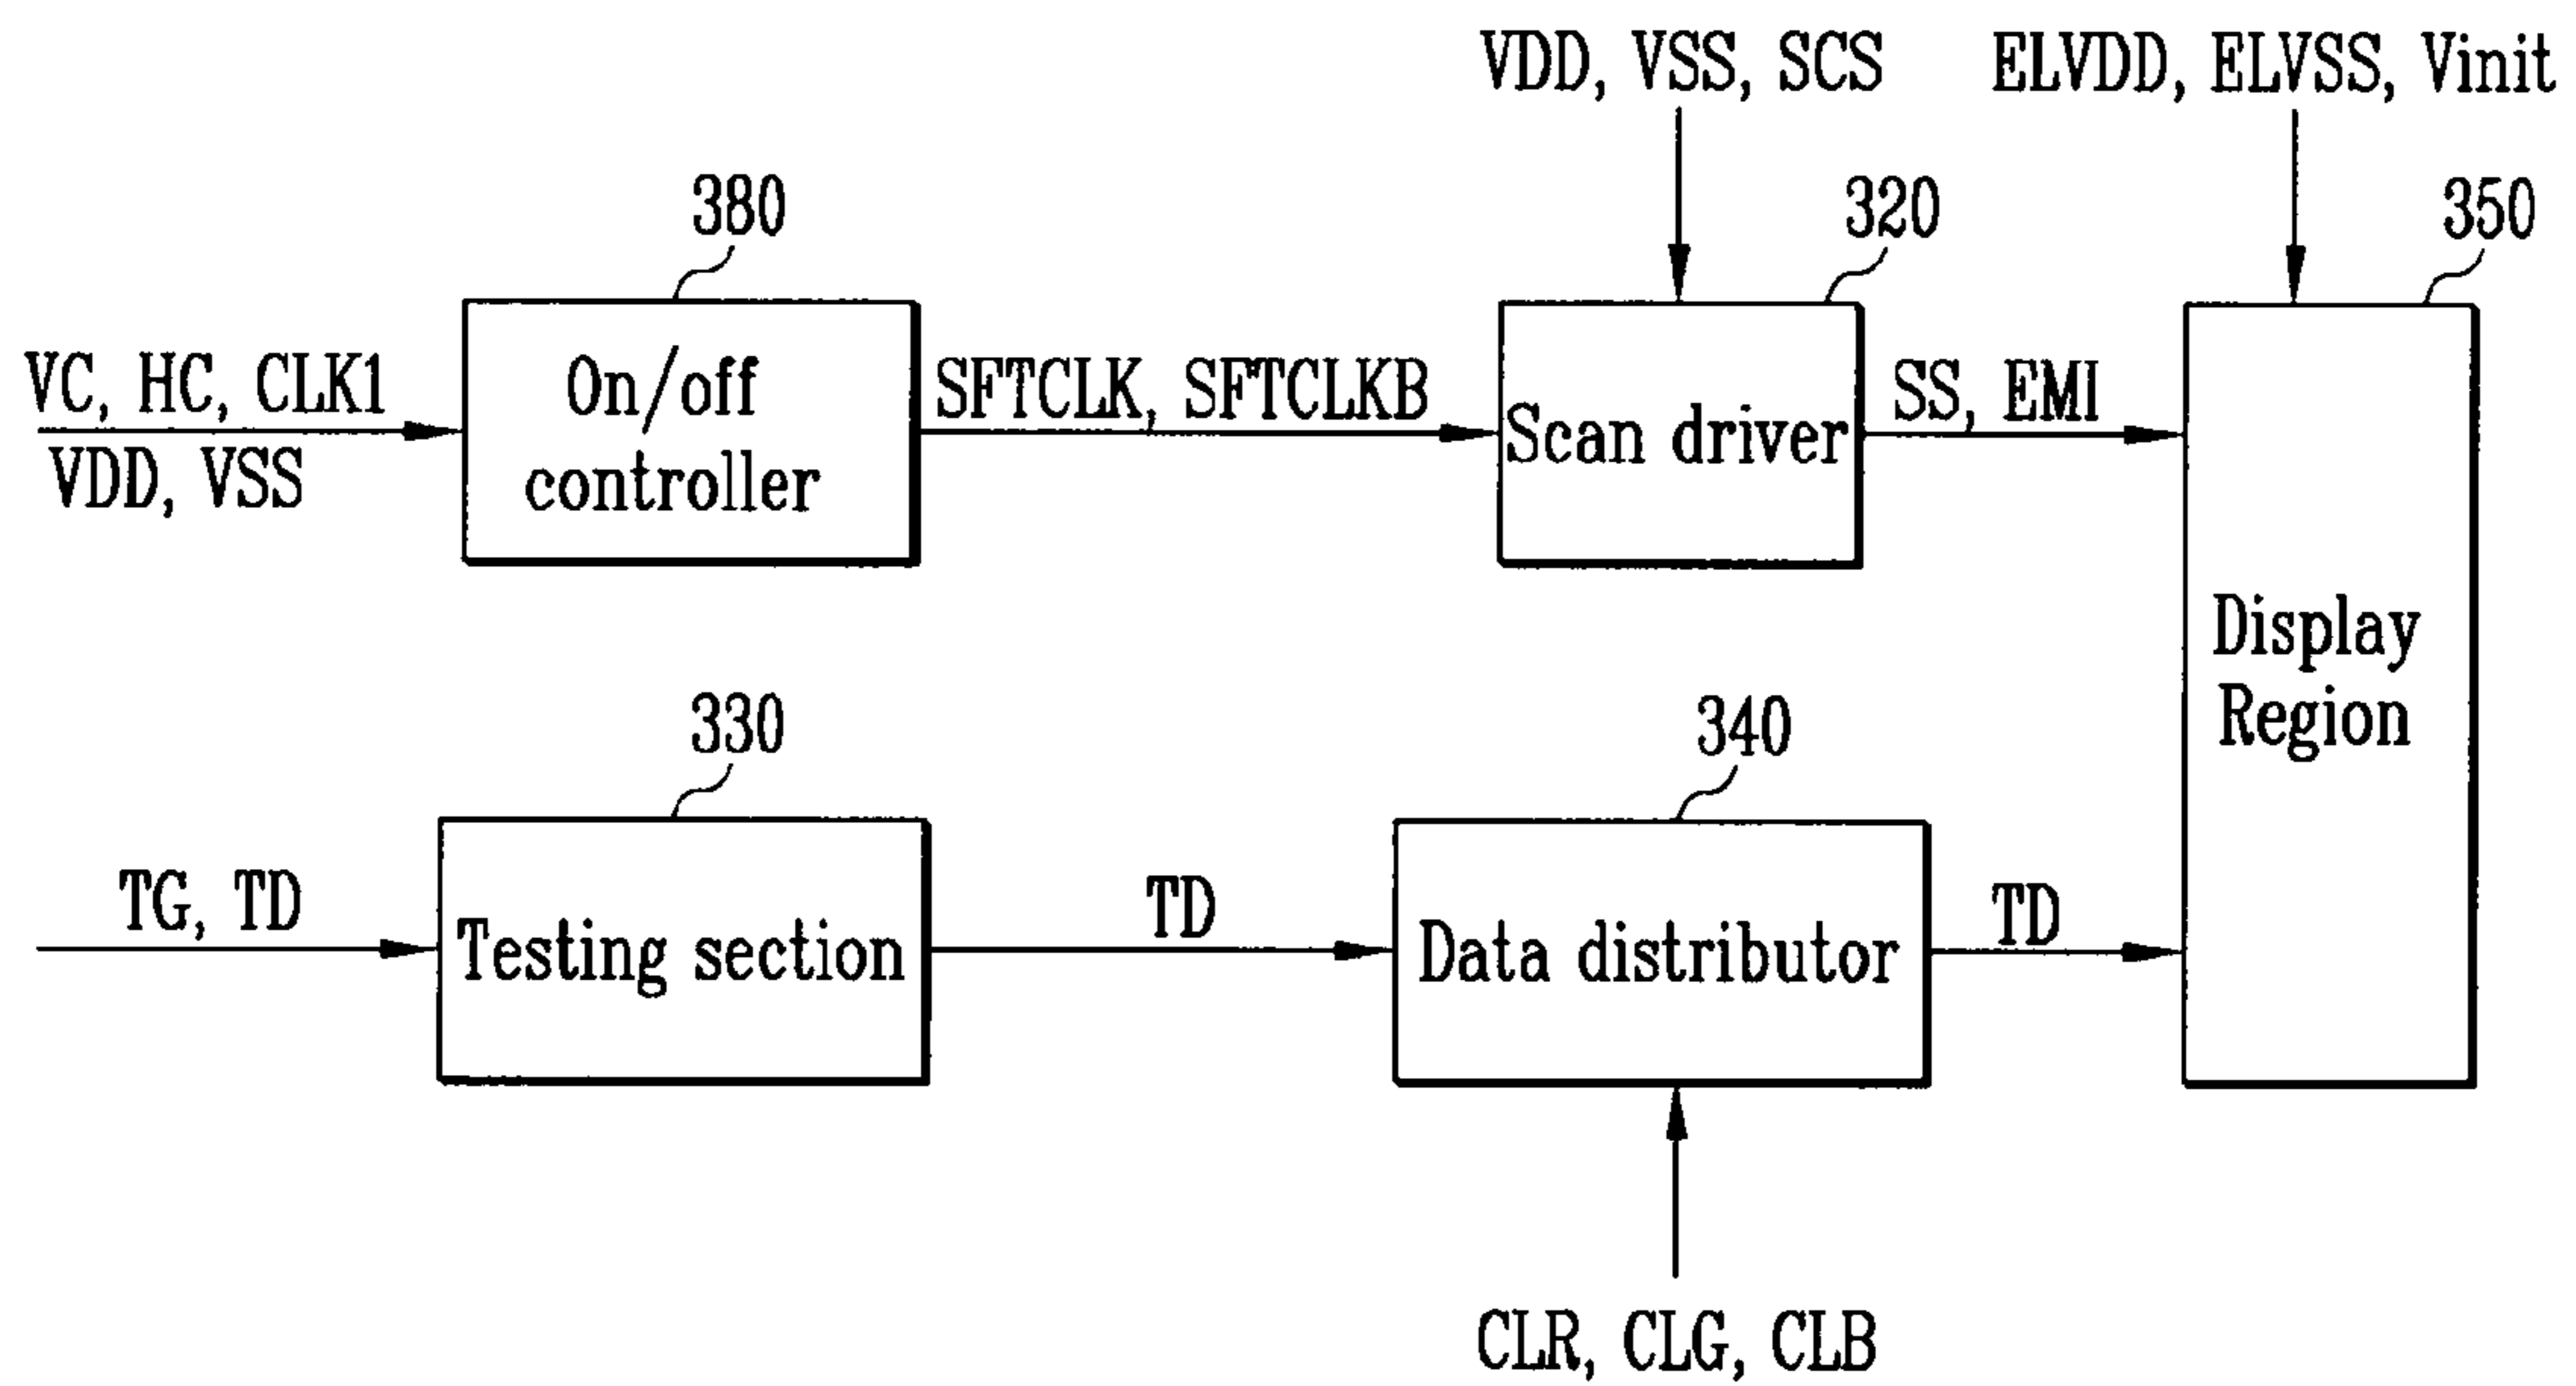 VDD, VSS, SCS
ELVDD, ELVSS, Vinit
380
320
350
VC, HC, CLK1
VDD, VSS
On/off
controller
SFTCLK, SFTCLKB
Scan driver
SS, EMI
Display
Region
330
340
TG, TD
Testing section
TD
Data distributor
TD
CLR, CLG, CLB